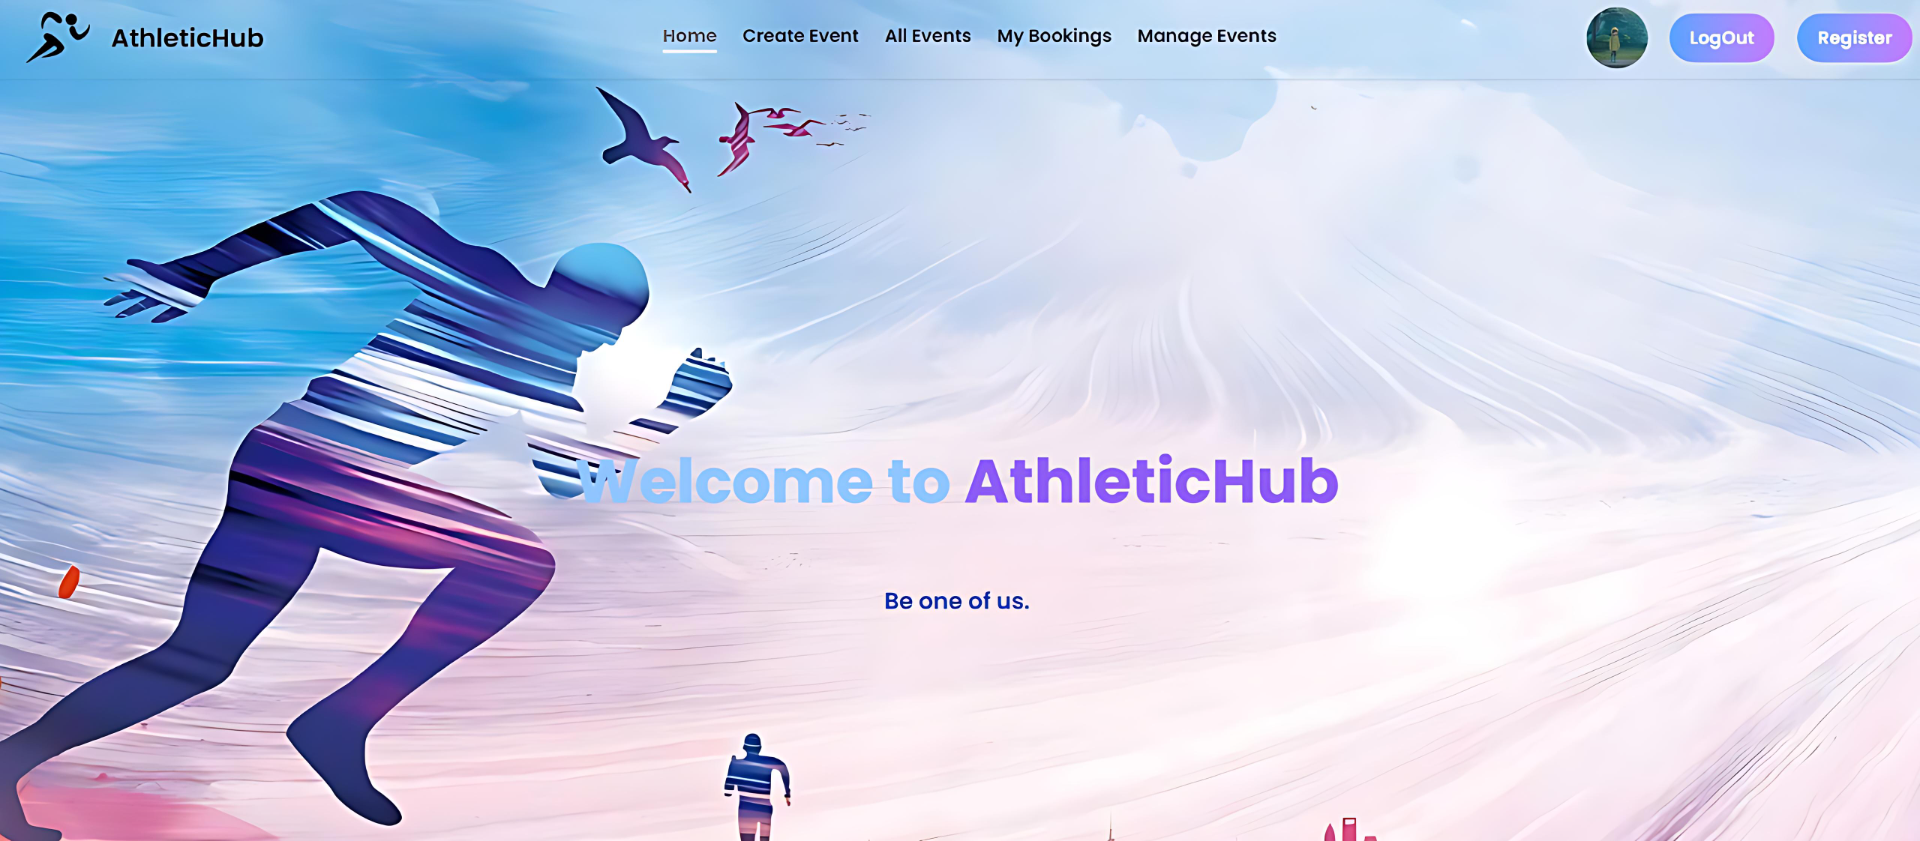 AthleticHub
Home Create Event All Events My Bookings Manage Events
LogOut Register
Welcome to AthleticHub
Be one of us.